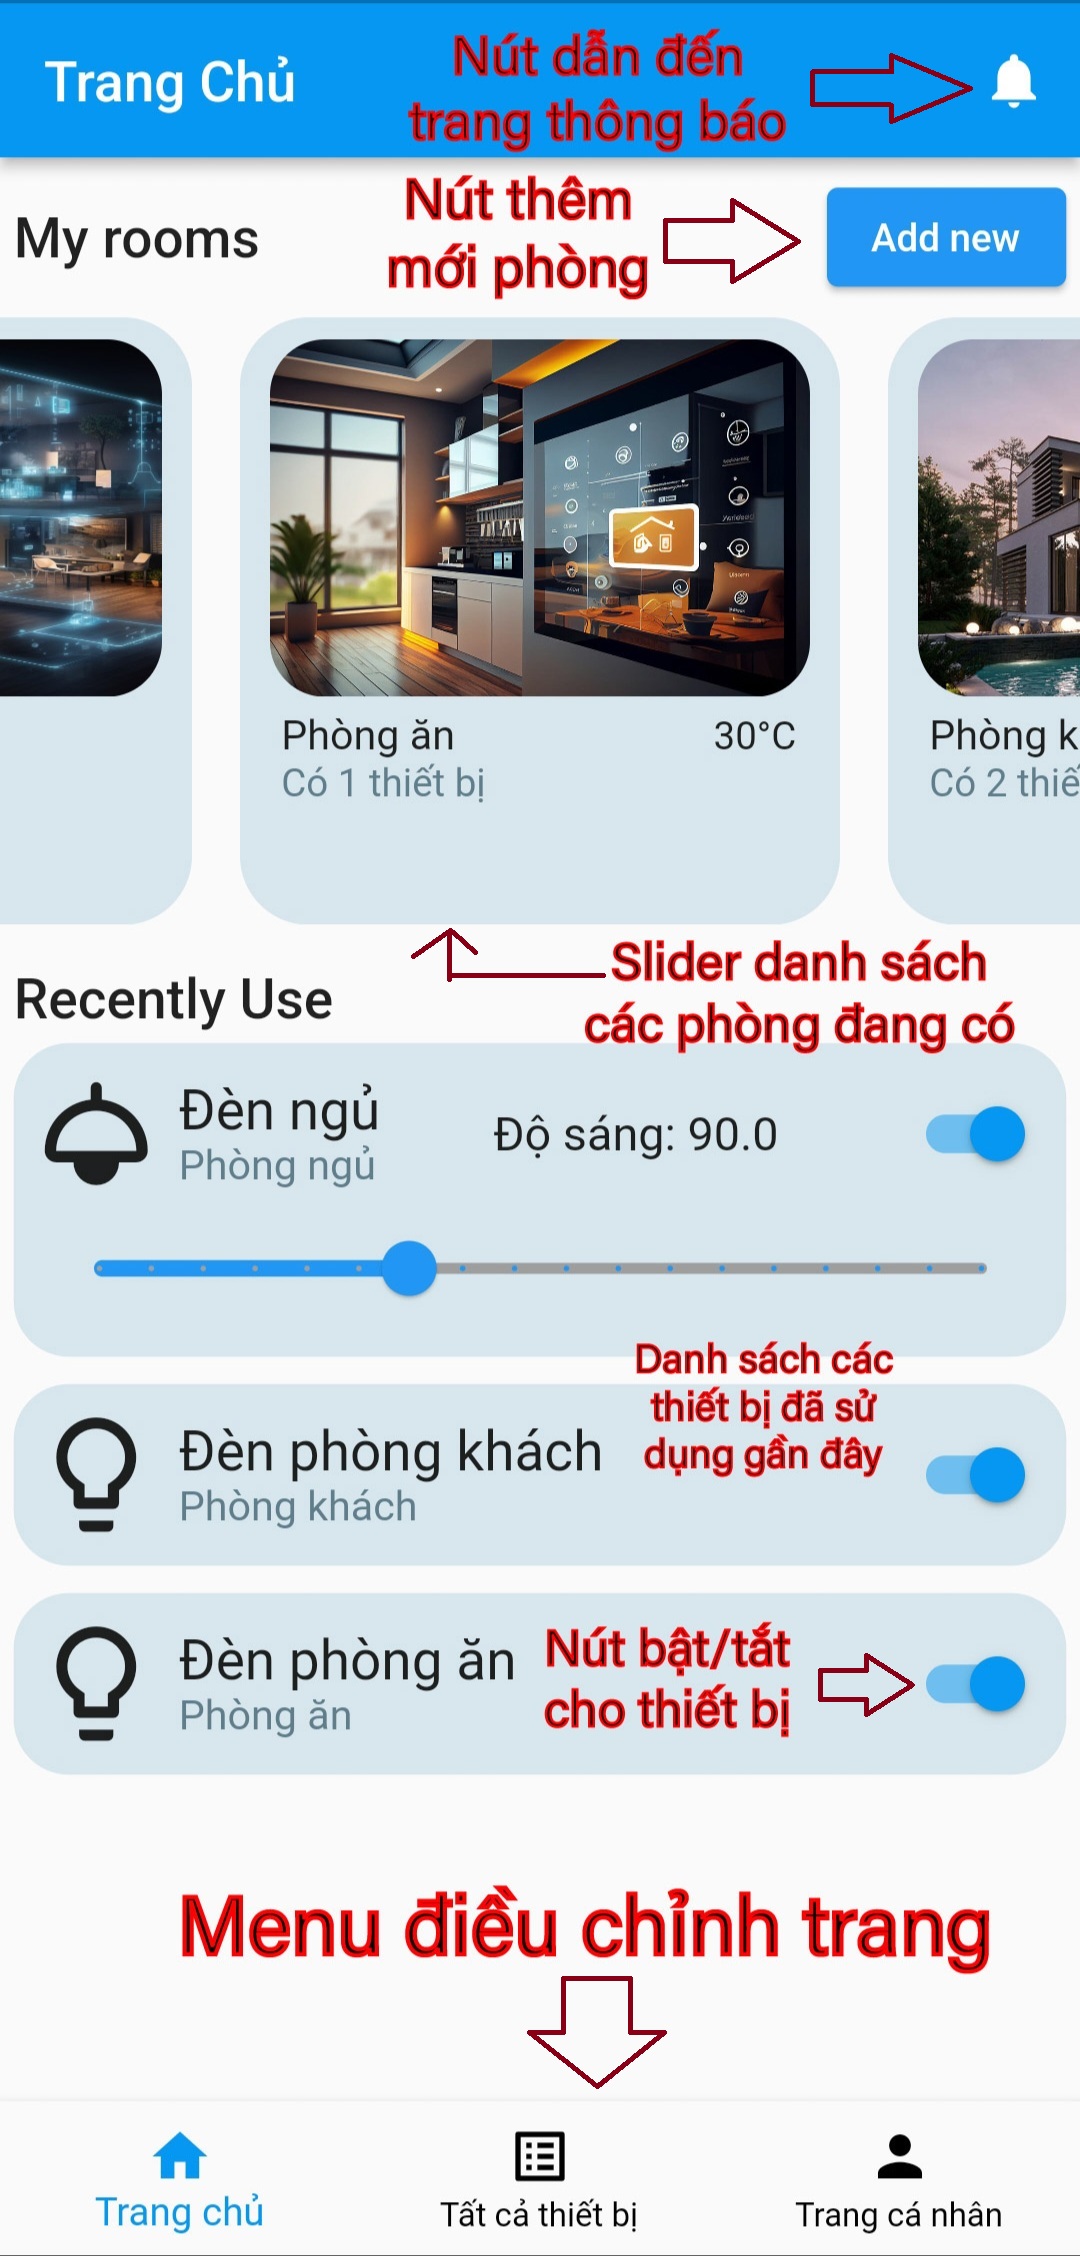 Trang Chủ
Nút dẫn đến
trang thông báo
My rooms
Nút thêm
mới phòng
Add new
Phòng ăn
30°C
Có 1 thiết bị
Phòng k
Có 2 thiế
Slider danh sách
các phòng đang có
Recently Use
Đèn ngủ
Phòng ngủ
Độ sáng: 90.0
Danh sách các
thiết bị đã sử
dụng gần đây
Đèn phòng khách
Phòng khách
Đèn phòng ăn
Phòng ăn
Nút bật/tắt
cho thiết bị
Menu điều chỉnh trang
Trang chủ
Tất cả thiết bị
Trang cá nhân